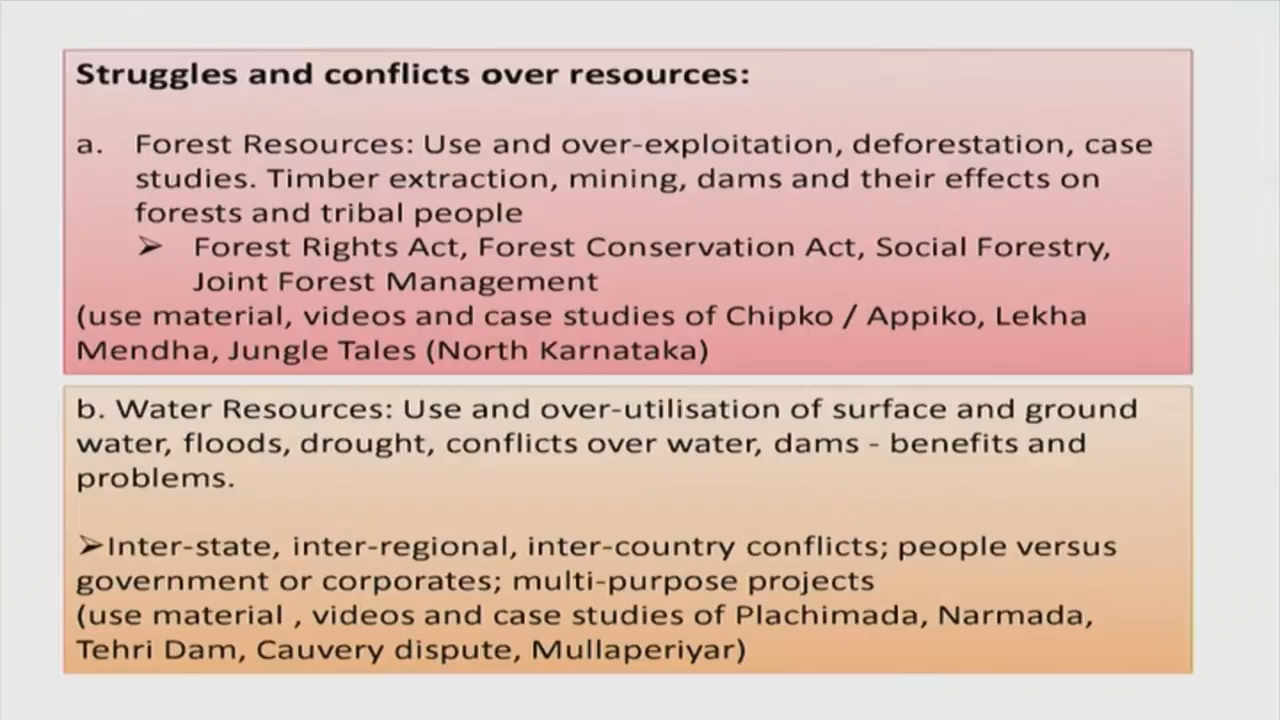 Struggles and conflicts over resources:
a. Forest Resources: Use and over-exploitation, deforestation, case
studies. Timber extraction, mining, dams and their effects on
forests and tribal people
➢ Forest Rights Act, Forest Conservation Act, Social Forestry,
Joint Forest Management
(use material, videos and case studies of Chipko / Appiko, Lekha
Mendha, Jungle Tales (North Karnataka)
b. Water Resources: Use and over-utilisation of surface and ground
water, floods, drought, conflicts over water, dams - benefits and
problems.
➢Inter-state, inter-regional, inter-country conflicts; people versus
government or corporates; multi-purpose projects
(use material , videos and case studies of Plachimada, Narmada,
Tehri Dam, Cauvery dispute, Mullaperiyar)